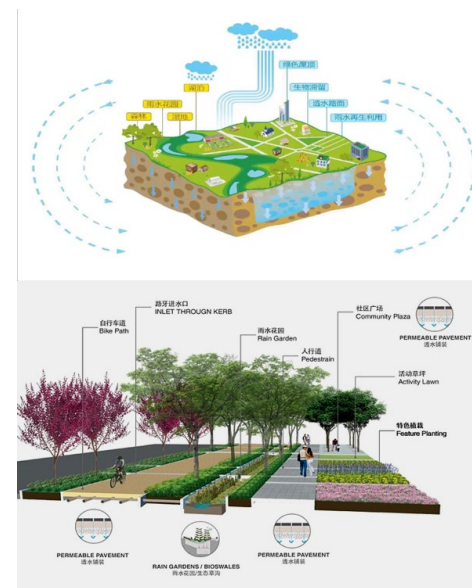 绿色屋顶
湿泊
生物滞留
雨水花园
透水路面
森林
湿地
雨水再生利用
路牙进水口
INLET THROUGN KERB
社区广场
Community Plaza
自行车道
Bike Path
雨水花园
Rain Garden
人行道
Pedestrain
PERMEABLE PAVEMENT
透水铺装
活动草坪
Activity Lawn
特色植栽
Feature Planting
PERMEABLE PAVEMENT
透水铺装
RAIN GARDENS / BIOSWALES
雨水花园/生态草沟
PERMEABLE PAVEMENT
透水铺装